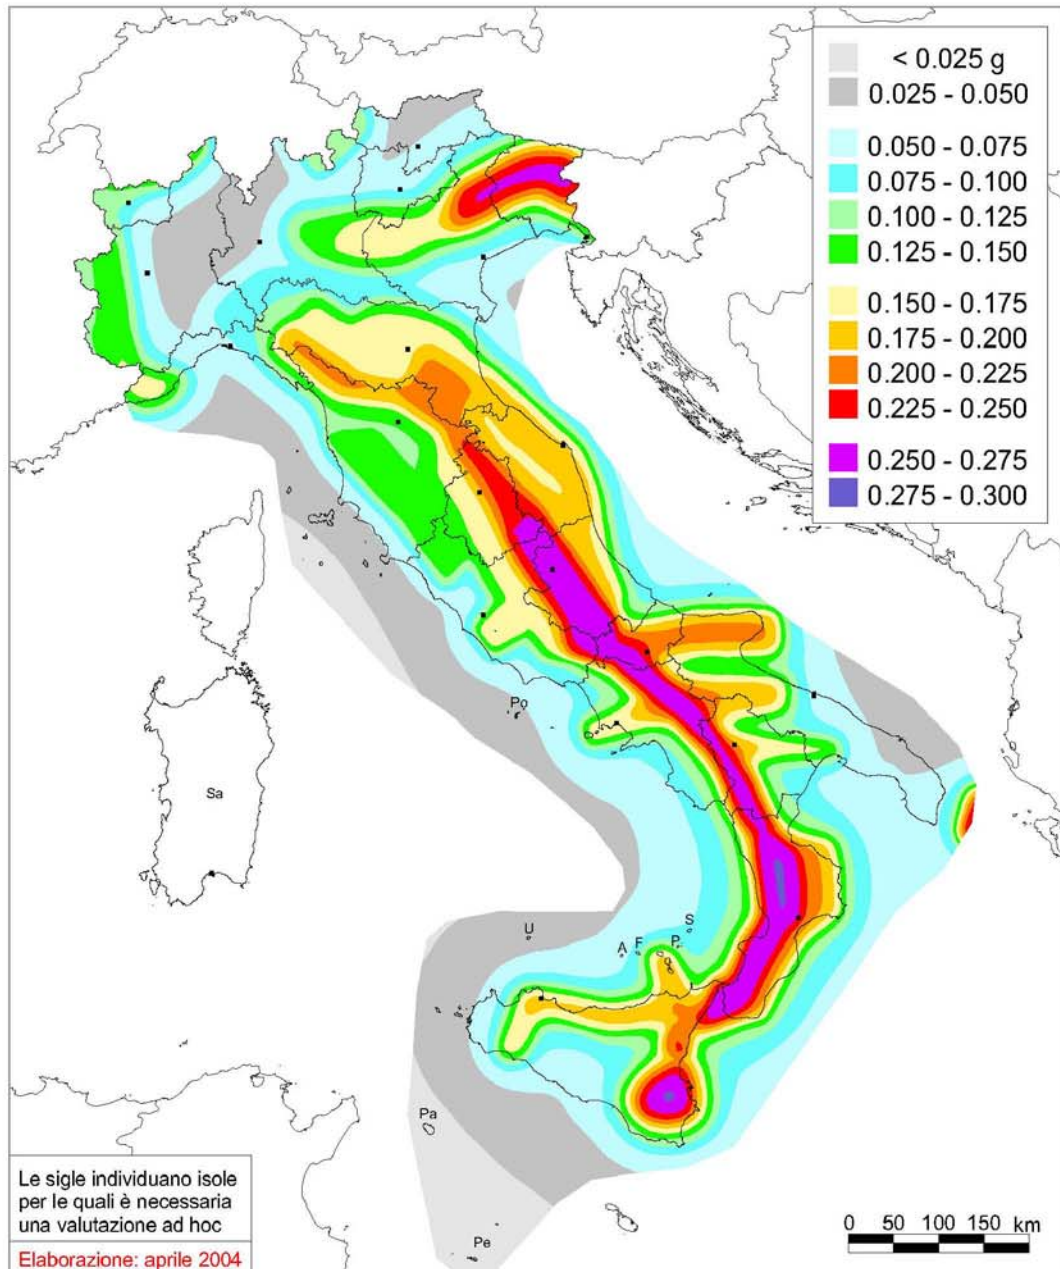 < 0.025 g
0.025 - 0.050
0.050 - 0.075
0.075 - 0.100
0.100 - 0.125
0.125 - 0.150
0.150 - 0.175
0.175 - 0.200
0.200 - 0.225
0.225 - 0.250
0.250 - 0.275
0.275 - 0.300
Po
Sa
S
U
A F P
Pa
Pe
Le sigle individuano isole
per le quali è necessaria
una valutazione ad hoc
Elaborazione: aprile 2004
0 50 100 150 km